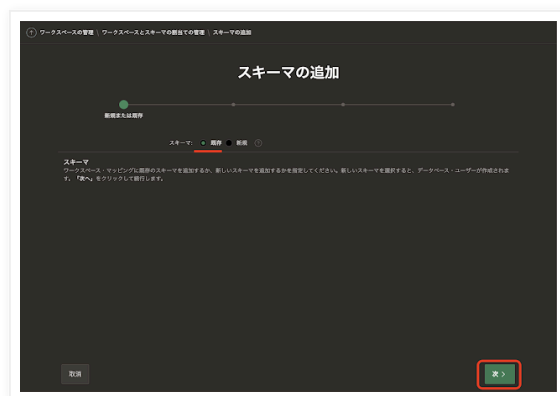 ワークスペースの管理 \ ワークスペースとスキーマの割当ての管理 \ スキーマの追加
スキーマの追加
新規または既存
スキーマ: 既存 新規
スキーマ
ワークスペース・マッピングに既存のスキーマを追加するか、新しいスキーマを追加するかを指定してください。新しいスキーマを選択すると、データベース・ユーザーが作成されま
す。「次へ」をクリックして続行します。
取消
次 >